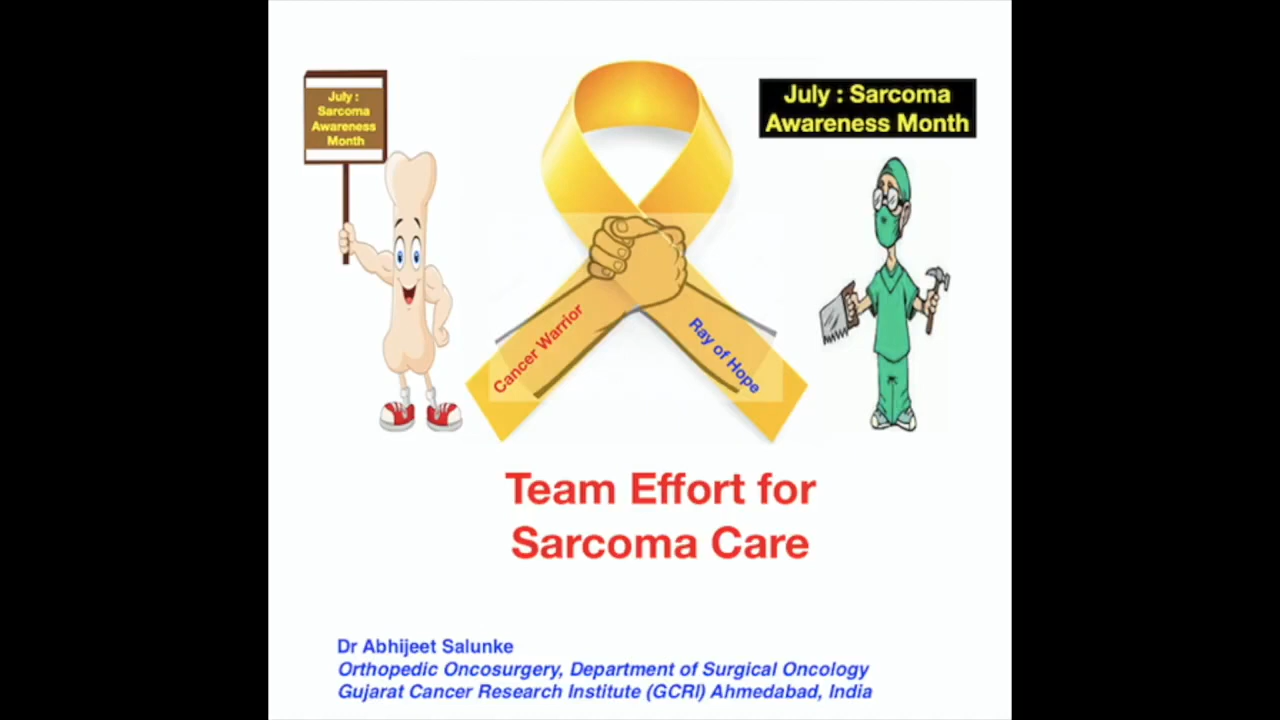 July :
Sarcoma
Awareness
Month
July : Sarcoma
Awareness Month
Cancer Warrior
Ray of Hope
Team Effort for
Sarcoma Care
Dr Abhijeet Salunke
Orthopedic Oncosurgery, Department of Surgical Oncology
Gujarat Cancer Research Institute (GCRI) Ahmedabad, India